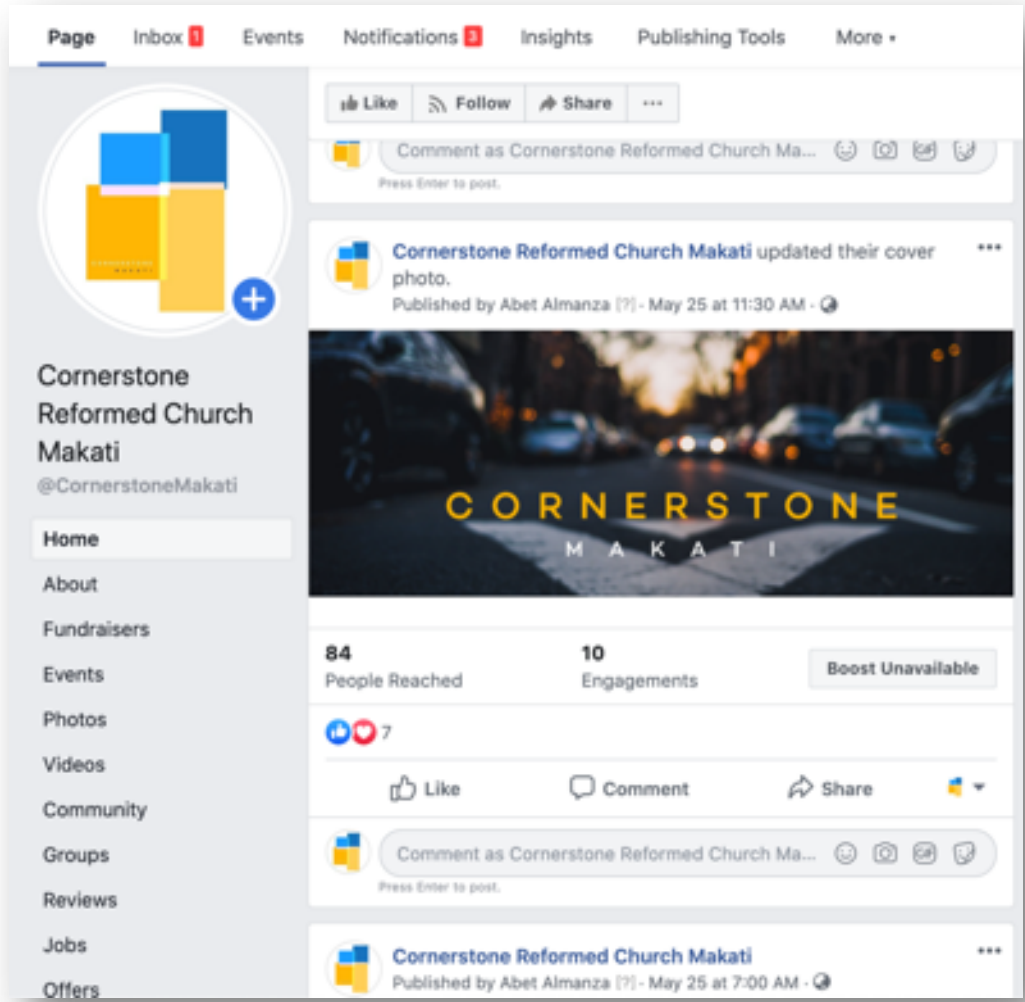 Page Inbox 1 Events Notifications 3 Insights Publishing Tools More
Like Follow Share ...
Comment as Cornerstone Reformed Church Ma... GIF
Press Enter to post.
CORNERSTONE
MAKATI
Cornerstone
Reformed Church
Makati
@CornerstoneMakati
Home
About
Fundraisers
Events
Photos
Videos
Community
Groups
Reviews
Jobs
Offers
Cornerstone Reformed Church Makati updated their cover
photo.
Published by Abet Almanza [?] · May 25 at 11:30 AM ·
CORNERSTONE
MAKATI
84
People Reached
10
Engagements
Boost Unavailable
7
Like Comment Share
Comment as Cornerstone Reformed Church Ma... GIF
Press Enter to post.
Cornerstone Reformed Church Makati
Published by Abet Almanza [?] · May 25 at 7:00 AM ·